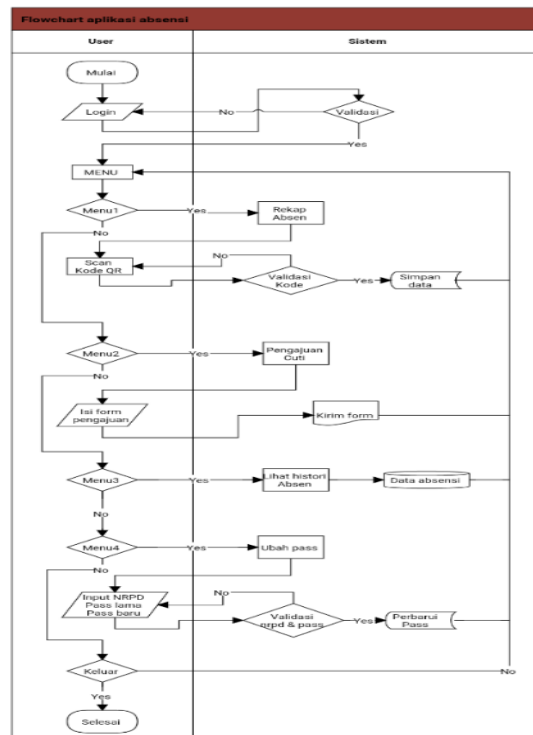 Flowchart aplikasi absensi
User
Sistem
Mulai
Login
No
Validasi
Yes
MENU
Menu1
Yes
Rekap
Absen
No
Scan
Kode QR
No
Validasi
Kode
Yes
Simpan
data
Menu2
Yes
Pengajuan
Cuti
No
Isi form
pengajuan
Kirim form
Menu3
Yes
Lihat histori
Absen
Data absensi
No
Menu4
Yes
Ubah pass
No
Input NRPD
Pass lama
Pass baru
No
Validasi
nrpd & pass
Yes
Perbarui
Pass
Keluar
No
Yes
Selesai